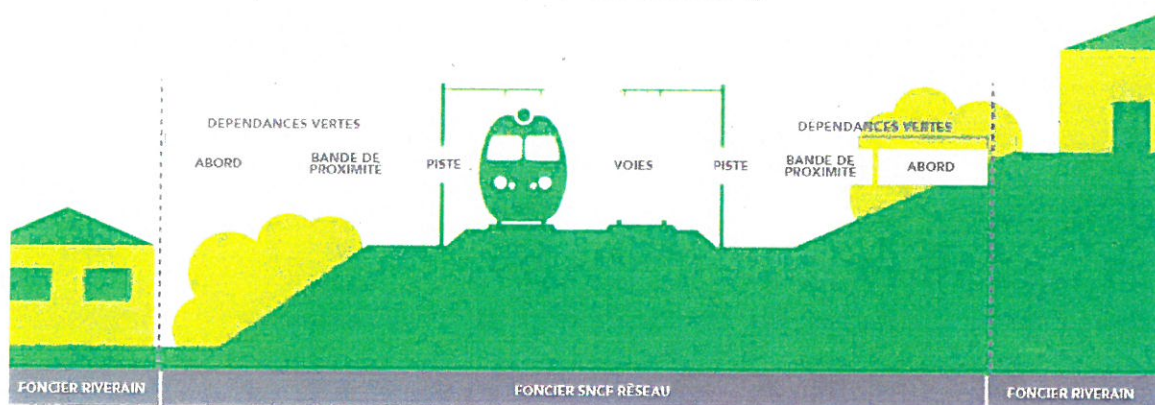 DEPENDANCES VERTES
ABORD
BANDE DE
PROXIMITE
PISTE
VOIES
PISTE
DEPENDANCES VERTES
BANDE DE
PROXIMITE
ABORD
FONCIER RIVERAIN
FONCIER SNCF RÉSEAU
FONCIER RIVERAIN